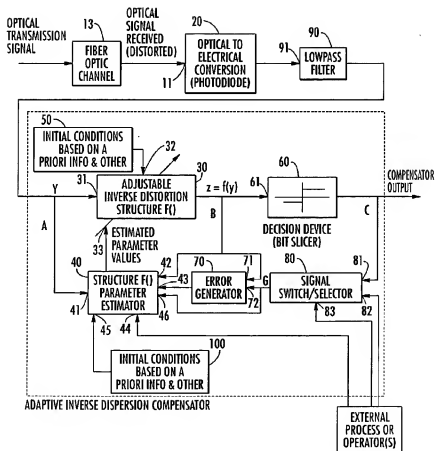 OPTICAL
TRANSMISSION
SIGNAL
13
FIBER
OPTIC
CHANNEL
OPTICAL
SIGNAL
RECEIVED
(DISTORTED)
11
20
OPTICAL TO
ELECTRICAL
CONVERSION
(PHOTODIODE)
91
90
LOWPASS
FILTER
50
INITIAL CONDITIONS
BASED ON A
PRIORI INFO & OTHER
32
Y
31
30
ADJUSTABLE
INVERSE DISTORTION
STRUCTURE F()
z = f(y)
61
60
DECISION DEVICE
(BIT SLICER)
COMPENSATOR
OUTPUT
A
B
C
33
ESTIMATED
PARAMETER
VALUES
40
41
STRUCTURE F()
PARAMETER
ESTIMATOR
42
43
45
44
46
70
ERROR
GENERATOR
71
72
G
80
SIGNAL
SWITCH/SELECTOR
81
82
83
100
INITIAL CONDITIONS
BASED ON A
PRIORI INFO & OTHER
ADAPTIVE INVERSE DISPERSION COMPENSATOR
EXTERNAL
PROCESS OR
OPERATOR(S)